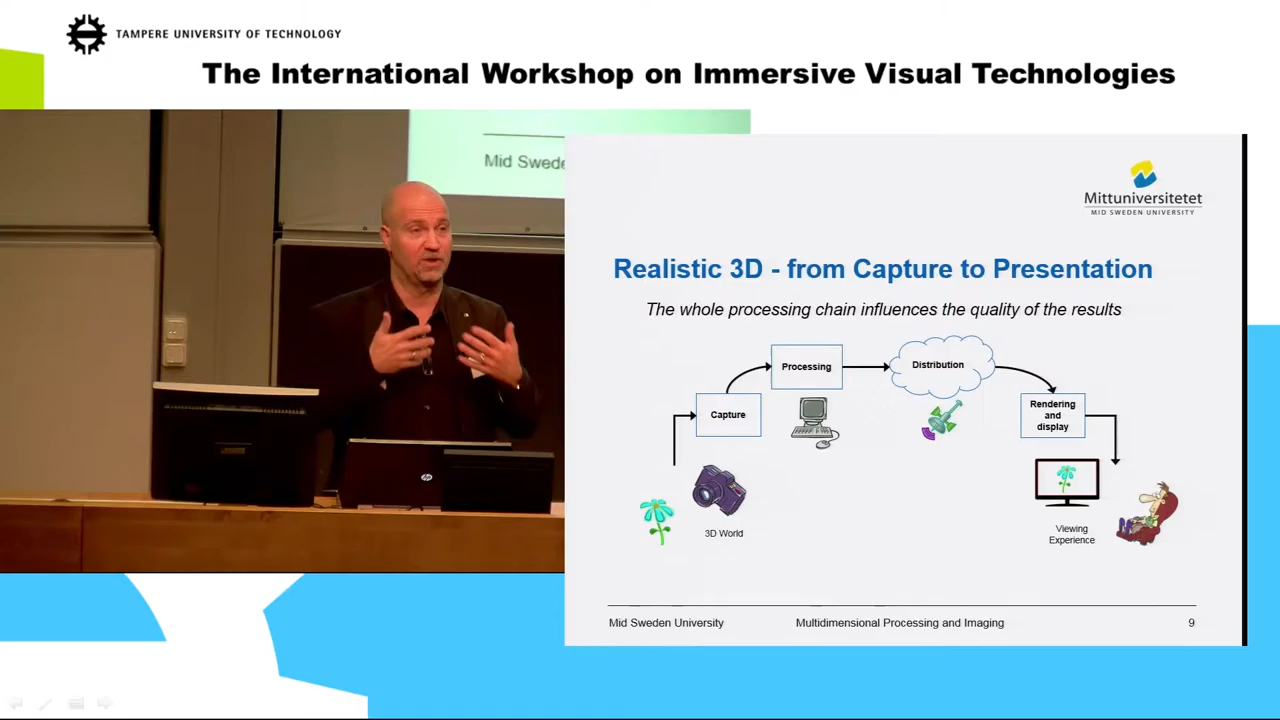 TAMPERE UNIVERSITY OF TECHNOLOGY
The International Workshop on Immersive Visual Technologies
Mid Swede
Mittuniversitetet
MID SWEDEN UNIVERSITY
Realistic 3D - from Capture to Presentation
The whole processing chain influences the quality of the results
Processing
Distribution
Capture
Rendering
and
display
3D World
Viewing
Experience
hp
Mid Sweden University
Multidimensional Processing and Imaging
9